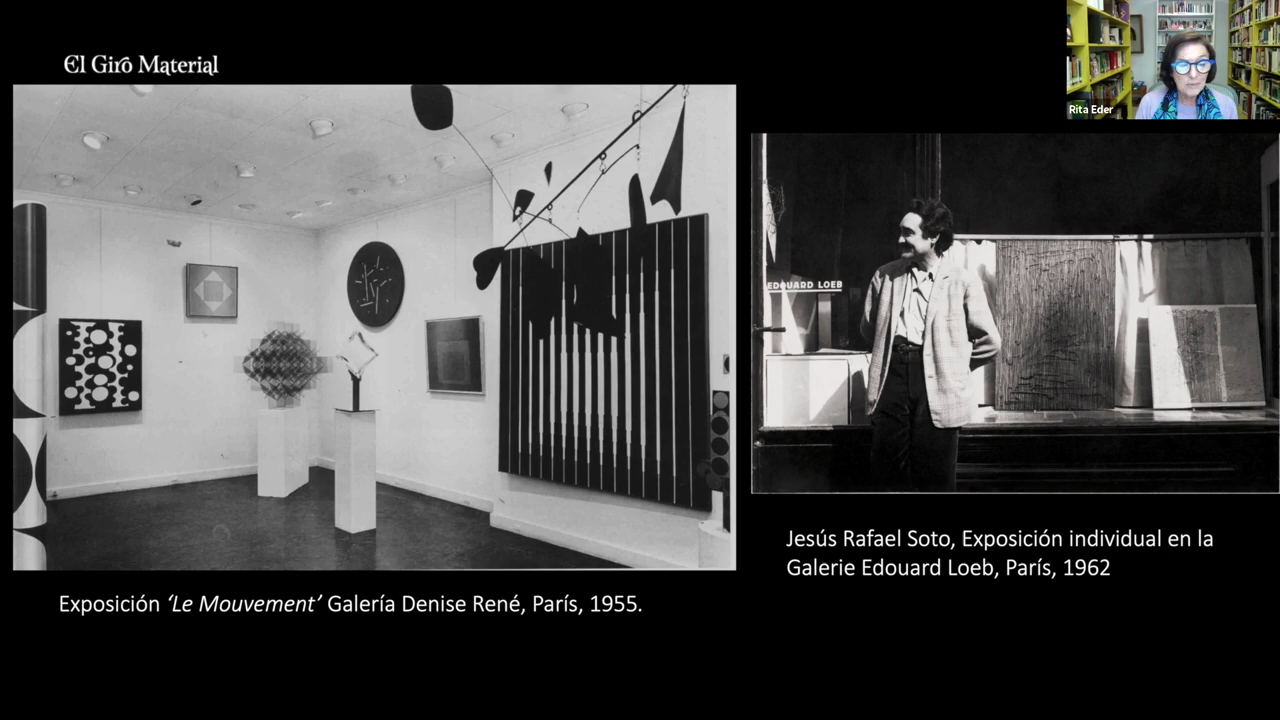 El Giro Material
Rita Eder
EDOUARD LOEB
Jesús Rafael Soto, Exposición individual en la
Galerie Edouard Loeb, París, 1962
Exposición ‘Le Mouvement’ Galería Denise René, París, 1955.